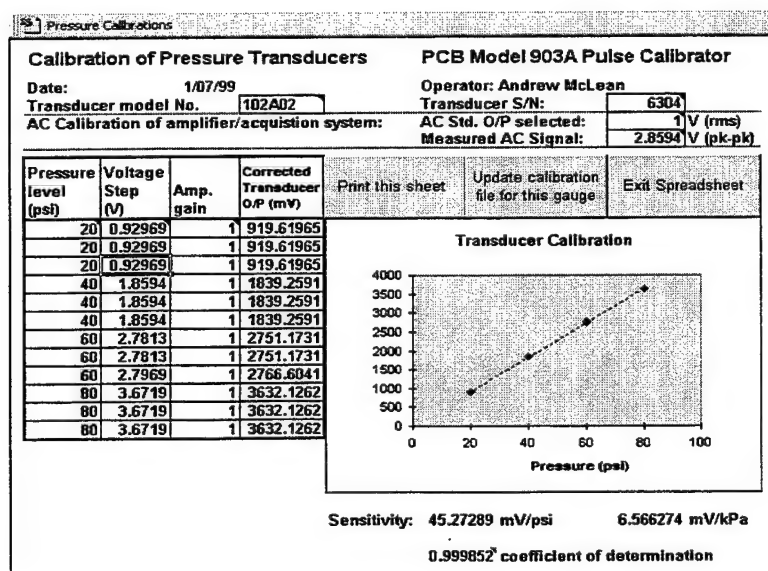 Pressure Calibrations
Calibration of Pressure Transducers PCB Model 903A Pulse Calibrator
Date: 1/07/99 Operator: Andrew McLean
Transducer model No. 102A02 Transducer S/N: 6304
AC Calibration of amplifier/acquistion system: AC Std. O/P selected: 1 V (rms)
Measured AC Signal: 2.8594 V (pk-pk)
Pressure level (psi) Voltage Step (V) Amp. gain Corrected Transducer O/P (mV)
Print this sheet Update calibration file for this gauge Exit Spreadsheet
20 0.92969 1 919.61965
20 0.92969 1 919.61965
20 0.92969 1 919.61965
40 1.8594 1 1839.2591
40 1.8594 1 1839.2591
40 1.8594 1 1839.2591
60 2.7813 1 2751.1731
60 2.7813 1 2751.1731
60 2.7969 1 2766.6041
80 3.6719 1 3632.1262
80 3.6719 1 3632.1262
80 3.6719 1 3632.1262
Transducer Calibration
4000
3500
3000
2500
2000
1500
1000
500
0
0 20 40 60 80 100
Pressure (psi)
Sensitivity: 45.27289 mV/psi 6.566274 mV/kPa
0.999852 coefficient of determination